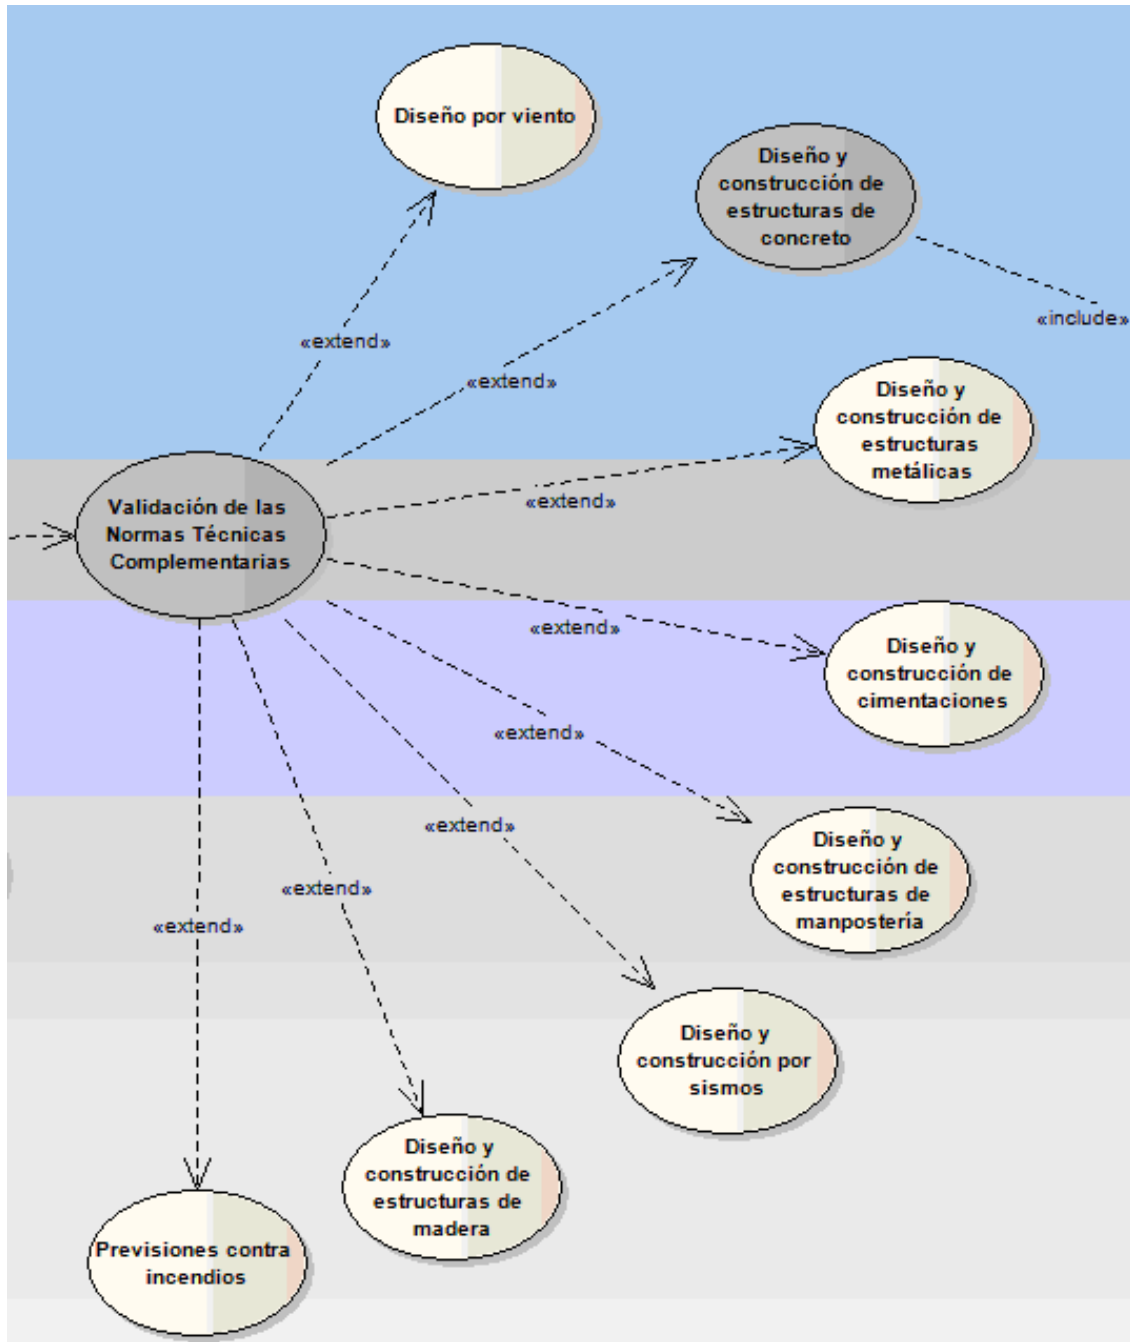 Diseño por viento
Diseño y
construcción de
estructuras de
concreto
«include»
«extend»
«extend»
Diseño y
construcción de
estructuras
metálicas
«extend»
Validación de las
Normas Técnicas
Complementarias
«extend»
Diseño y
construcción de
cimentaciones
«extend»
«extend»
Diseño y
construcción de
estructuras de
manpostería
«extend»
«extend»
Diseño y
construcción por
sismos
Diseño y
construcción de
estructuras de
madera
Previsiones contra
incendios